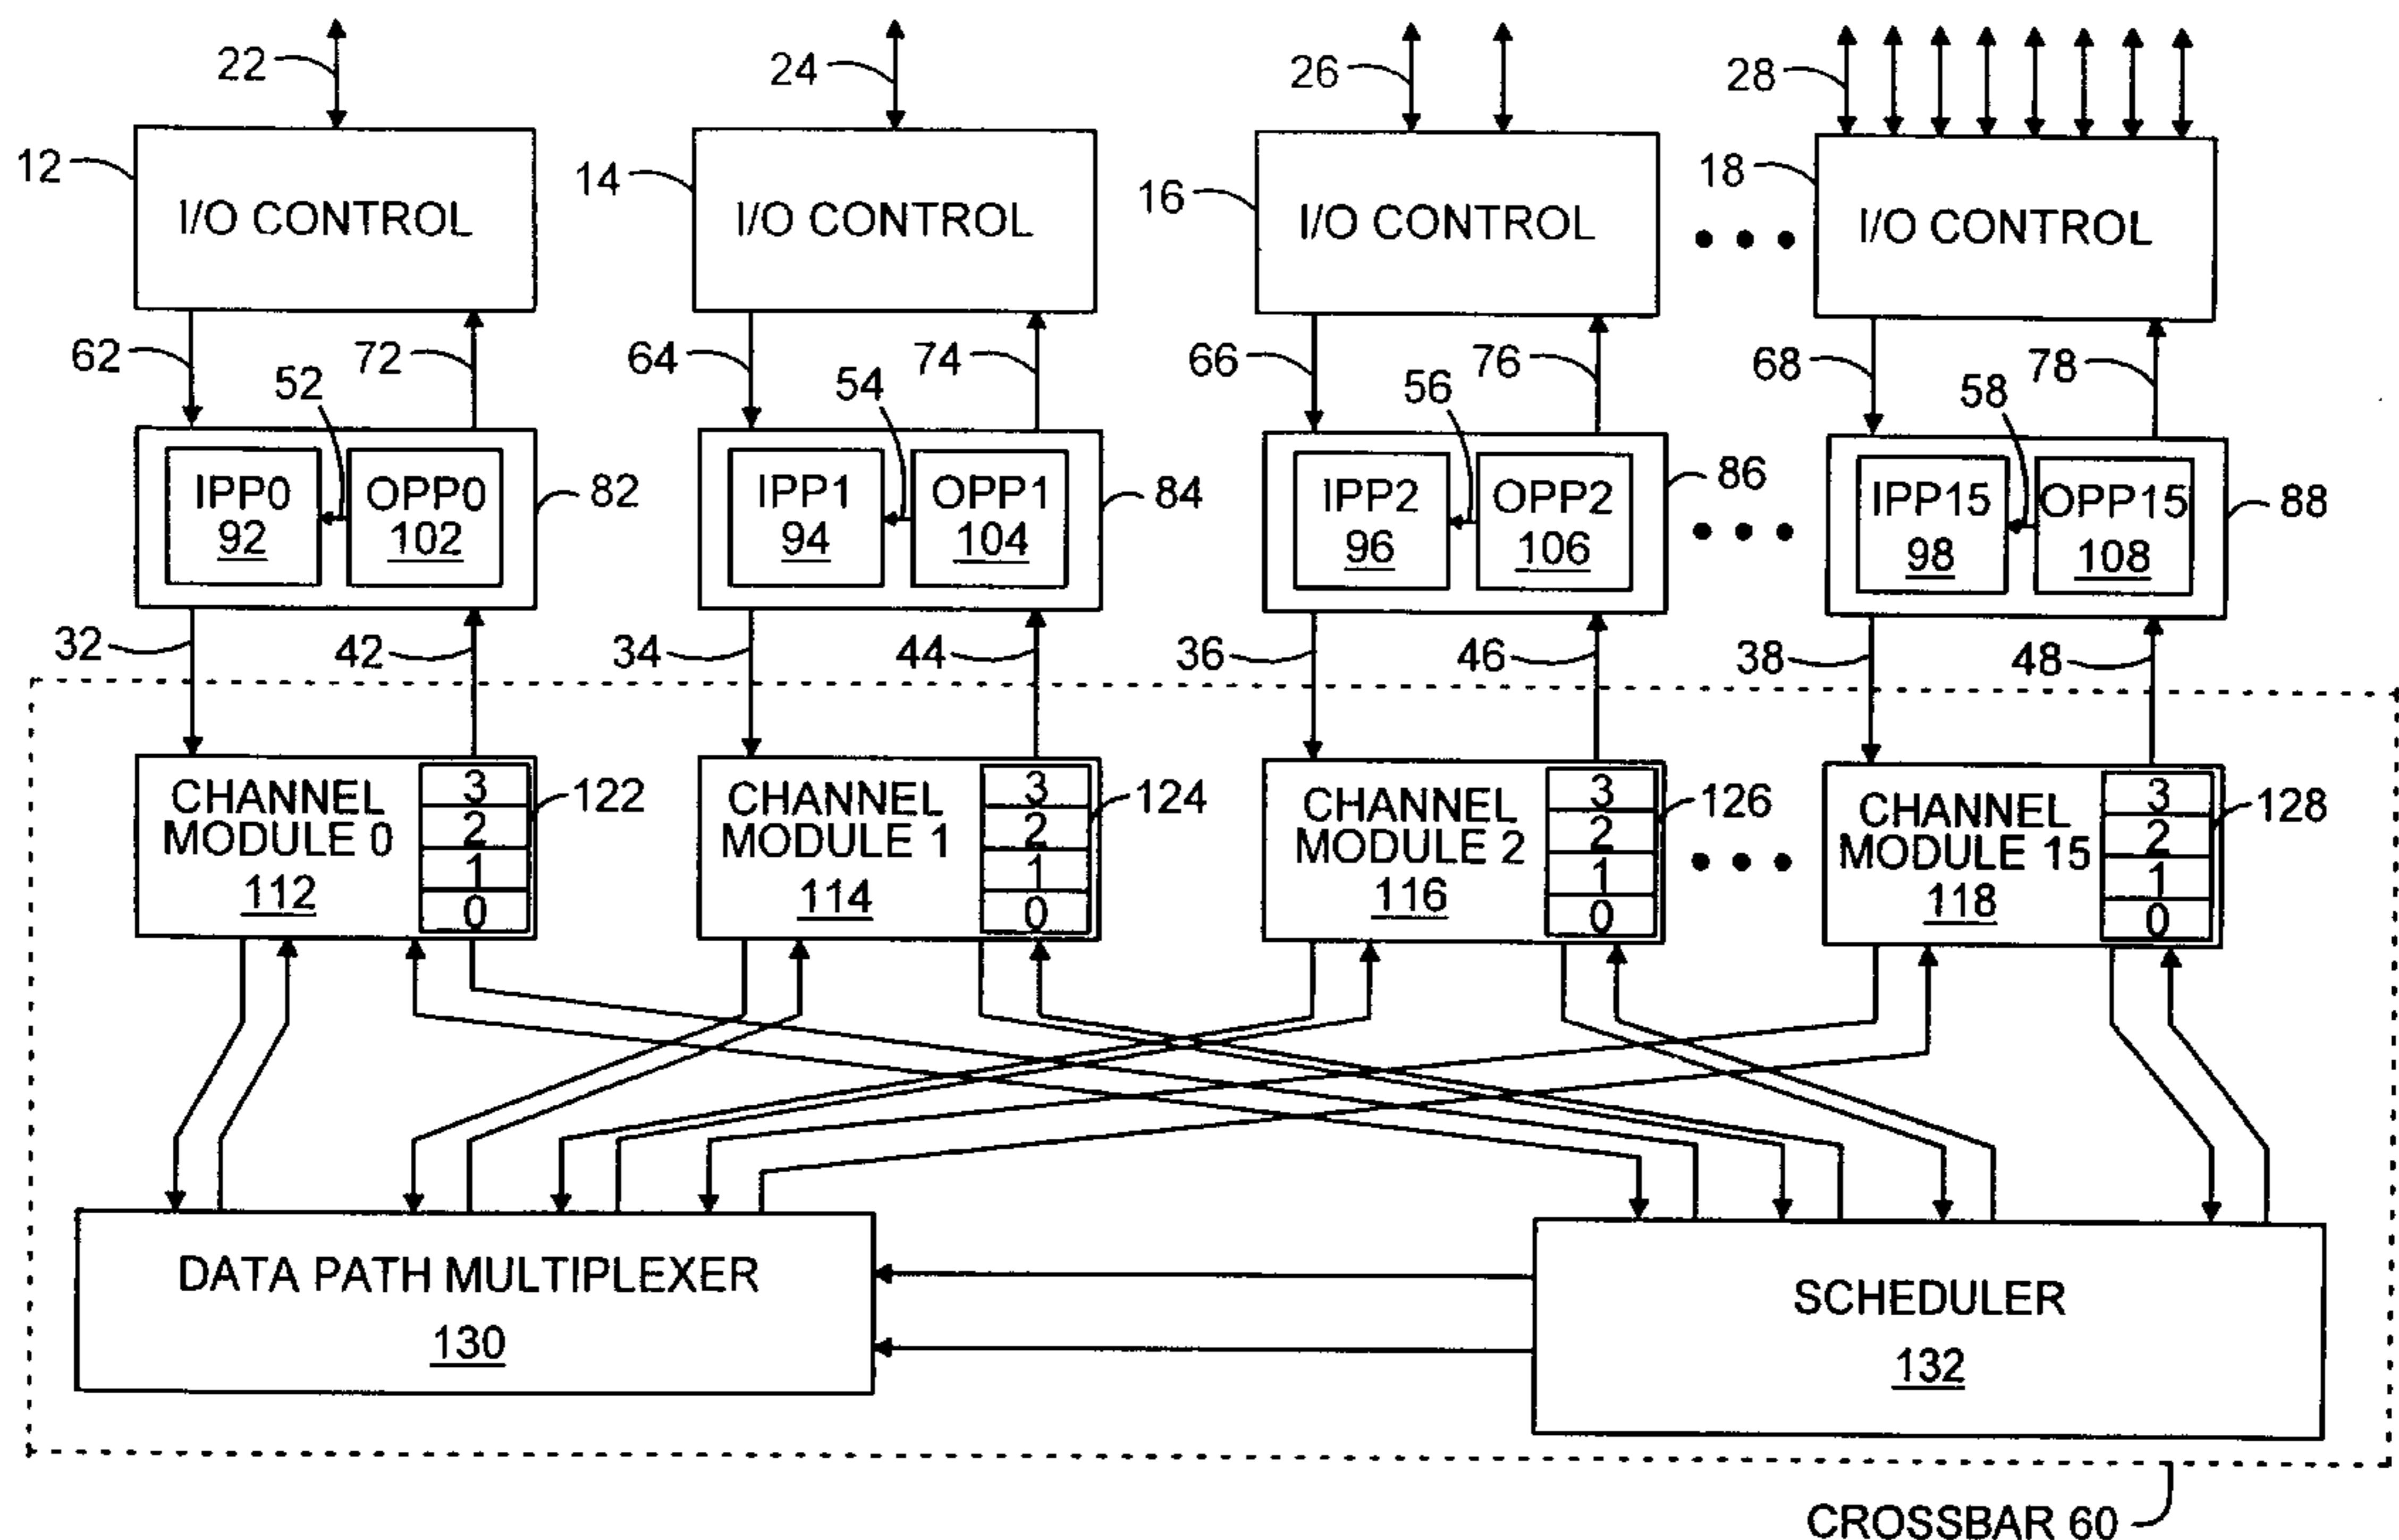 22
24
26
28
12
I/O CONTROL
14
I/O CONTROL
16
I/O CONTROL
18
I/O CONTROL
62
72
64
74
66
76
68
78
52
54
56
58
IPP0
92
OPP0
102
82
IPP1
94
OPP1
104
84
IPP2
96
OPP2
106
86
IPP15
98
OPP15
108
88
32
42
34
44
36
46
38
48
CHANNEL
MODULE 0
112
3
2
1
0
122
CHANNEL
MODULE 1
114
3
2
1
0
124
CHANNEL
MODULE 2
116
3
2
1
0
126
CHANNEL
MODULE 15
118
3
2
1
0
128
DATA PATH MULTIPLEXER
130
SCHEDULER
132
CROSSBAR 60